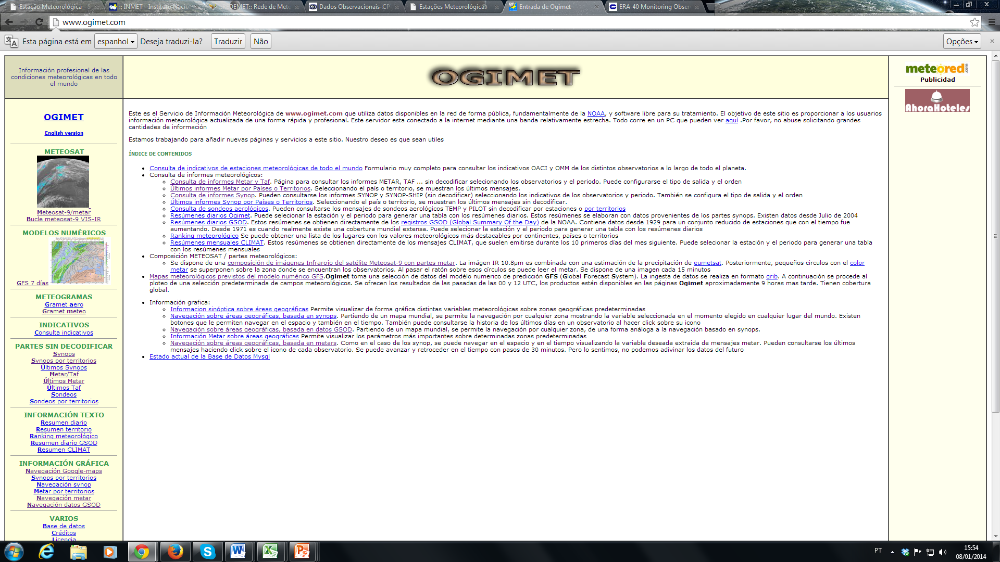 Estação Meteorológica - S
:: INMET - Instituto Nacion
DEMET:: Rede de Mete
Dados Observacionais-CP
Estações Meteorológicas -
Entrada de Ogimet
ERA-40 Monitoring Obser
www.ogimet.com
Esta página está em espanhol Deseja traduzi-la? Traduzir Não Opções
Información profesional de las
condiciones meteorológicas en todo
el mundo
OGIMET
English version
METEOSAT
Meteosat-9/metar
Bucle meteosat-9 VIS-IR
MODELOS NUMÉRICOS
GFS 7 días
METEOGRAMAS
Gramet aero
Gramet meteo
INDICATIVOS
Consulta indicativos
PARTES SIN DECODIFICAR
Synops
Synops por territorios
Últimos Synops
Metar/Taf
Últimos Metar
Últimos Taf
Sondeos
Sondeos por territorios
INFORMACIÓN TEXTO
Resumen diario
Resumen territorio
Ranking meteorológico
Resumen diario GSOD
Resumen CLIMAT
INFORMACIÓN GRÁFICA
Navegación Google-maps
Synops por territorios
Navegación synop
Metar por territorios
Navegación metar
Navegación datos GSOD
VARIOS
Base de datos
Créditos
Licencia
OGIMET
Este es el Servicio de Información Meteorológica de www.ogimet.com que utiliza datos disponibles en la red de forma pública, fundamentalmente de la NOAA, y software libre para su tratamiento. El objetivo de este sitio es proporcionar a los usuarios
información meteorológica actualizada de una forma rápida y profesional. Este servidor esta conectado a la internet mediante una banda relativamente estrecha. Todo corre en un PC que pueden ver aquí .Por favor, no abuse solicitando grandes
cantidades de información
Estamos trabajando para añadir nuevas páginas y servicios a este sitio. Nuestro deseo es que sean utiles
ÍNDICE DE CONTENIDOS
Consulta de indicativos de estaciones meteorológicas de todo el mundo Formulario muy completo para consultar los indicativos OACI y OMM de los distintos observatorios a lo largo de todo el planeta.
Consulta de informes meteorológicos:
Consulta de informes Metar y Taf. Página para consultar los informes METAR, TAF ... sin decodificar selecionando los observatorios y el periodo. Puede configurarse el tipo de salida y el orden
Últimos informes Metar por Países o Territorios. Seleccionando el país o territorio, se muestran los últimos mensajes.
Consulta de informes Synop. Pueden consultarse los informes SYNOP y SYNOP-SHIP (sin decodificar) seleccionando los indicativos de los observatorios y periodo. También se configura el tipo de salida y el orden
Últimos informes Synop por Países o Territorios. Seleccionando el país o territorio, se muestran los últimos mensajes sin decodificar.
Consulta de sondeos aerológicos. Pueden consultarse los mensajes de sondeos aerológicos TEMP y PILOT sin decodificar por estaciones o por territorios
Resúmenes diarios Ogimet. Puede selecionar la estación y el periodo para generar una tabla con los resúmenes diarios. Estos resúmenes se elaboran con datos provenientes de los partes synops. Existen datos desde Julio de 2004
Resúmenes diarios GSOD. Estos resúmenes se obtienen directamente de los registros GSOD (Global Summary Of the Day) de la NOAA. Contiene datos desde 1929 para un conjunto reducido de estaciones que con el tiempo fue
aumentando. Desde 1971 es cuando realmente existe una cobertura mundial extensa. Puede selecionar la estación y el periodo para generar una tabla con los resúmenes diarios
Ranking meteorológico Se puede obtener una lista de los lugares con los valores meteorológicos más destacables por continentes, países o territorios
Resúmenes mensuales CLIMAT. Estos resúmenes se obtienen directamente de los mensajes CLIMAT, que suelen emitirse durante los 10 primeros días del mes siguiente. Puede selecionar la estación y el periodo para generar una tabla
con los resúmenes mensuales
Composición METEOSAT / partes meteorológicos:
Se dispone de una composición de imágenes Infrarojo del satélite Meteosat-9 con partes metar. La imágen IR 10.8μm es combinada con una estimación de la precipitación de eumetsat. Posteriormente, pequeños circulos con el color
metar se superponen sobre la zona donde se encuentran los observatorios. Al pasar el ratón sobre esos círculos se puede leer el metar. Se dispone de una imagen cada 15 minutos
Mapas meteorológicos previstos del modelo numérico GFS.Ogimet toma una selección de datos del modélo numerico de predicción GFS (Global Forecast System). La ingesta de datos se realiza en formato grib. A continuación se procede al
ploteo de una selección predeterminada de campos meteorológicos. Se ofrecen los resultados de las pasadas de las 00 y 12 UTC, los productos están disponibles en las páginas Ogimet aproximadamente 9 horas mas tarde. Tienen cobertura
global.
Información grafica:
Informacion sinóptica sobre áreas geográficas Permite visualizar de forma gráfica distintas variables meteorológicas sobre zonas geográficas predeterminadas
Navegación sobre áreas geográficas, basada en synops. Partiendo de un mapa mundial, se permite la navegación por cualquier zona mostrando la variable seleccionada en el momento elegido en cualquier lugar del mundo. Existen
botones que le permiten navegar en el espacio y también en el tiempo. También puede consultarse la historia de los últimos días en un observatorio al hacer click sobre su icono
Navegación sobre áreas geográficas, basada en datos GSOD. Partiendo de un mapa mundial, se permite la navegación por cualquier zona, de una forma análoga a la navegación basado en synops.
Información Metar sobre áreas geográficas Permite visualizar los parámetros más importantes sobre determinadas zonas predeterminadas
Navegación sobre áreas geográficas, basada en metars. Como en el caso de los synop, se puede navegar en el espacio y en el tiempo visualizando la variable deseada extraida de mensajes metar. Pueden consultarse los últimos
mensajes haciendo click sobre el icono de cada observatorio. Se puede avanzar y retroceder en el tiempo con pasos de 30 minutos. Pero lo sentimos, no podemos adivinar los datos del futuro
Estado actual de la Base de Datos Mysql
meteored.com
Publicidad
AhoraHoteles
PT
15:54
08/01/2014